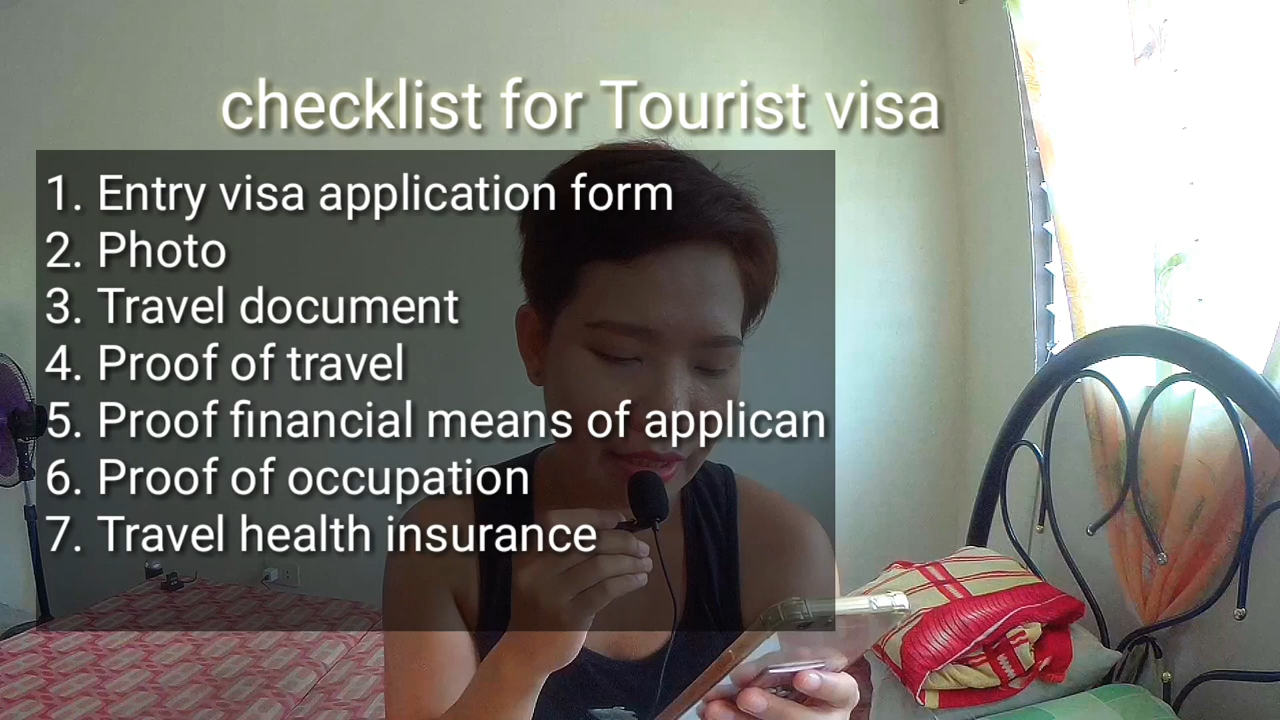 checklist for Tourist visa
1. Entry visa application form
2. Photo
3. Travel document
4. Proof of travel
5. Proof financial means of applican
6. Proof of occupation
7. Travel health insurance